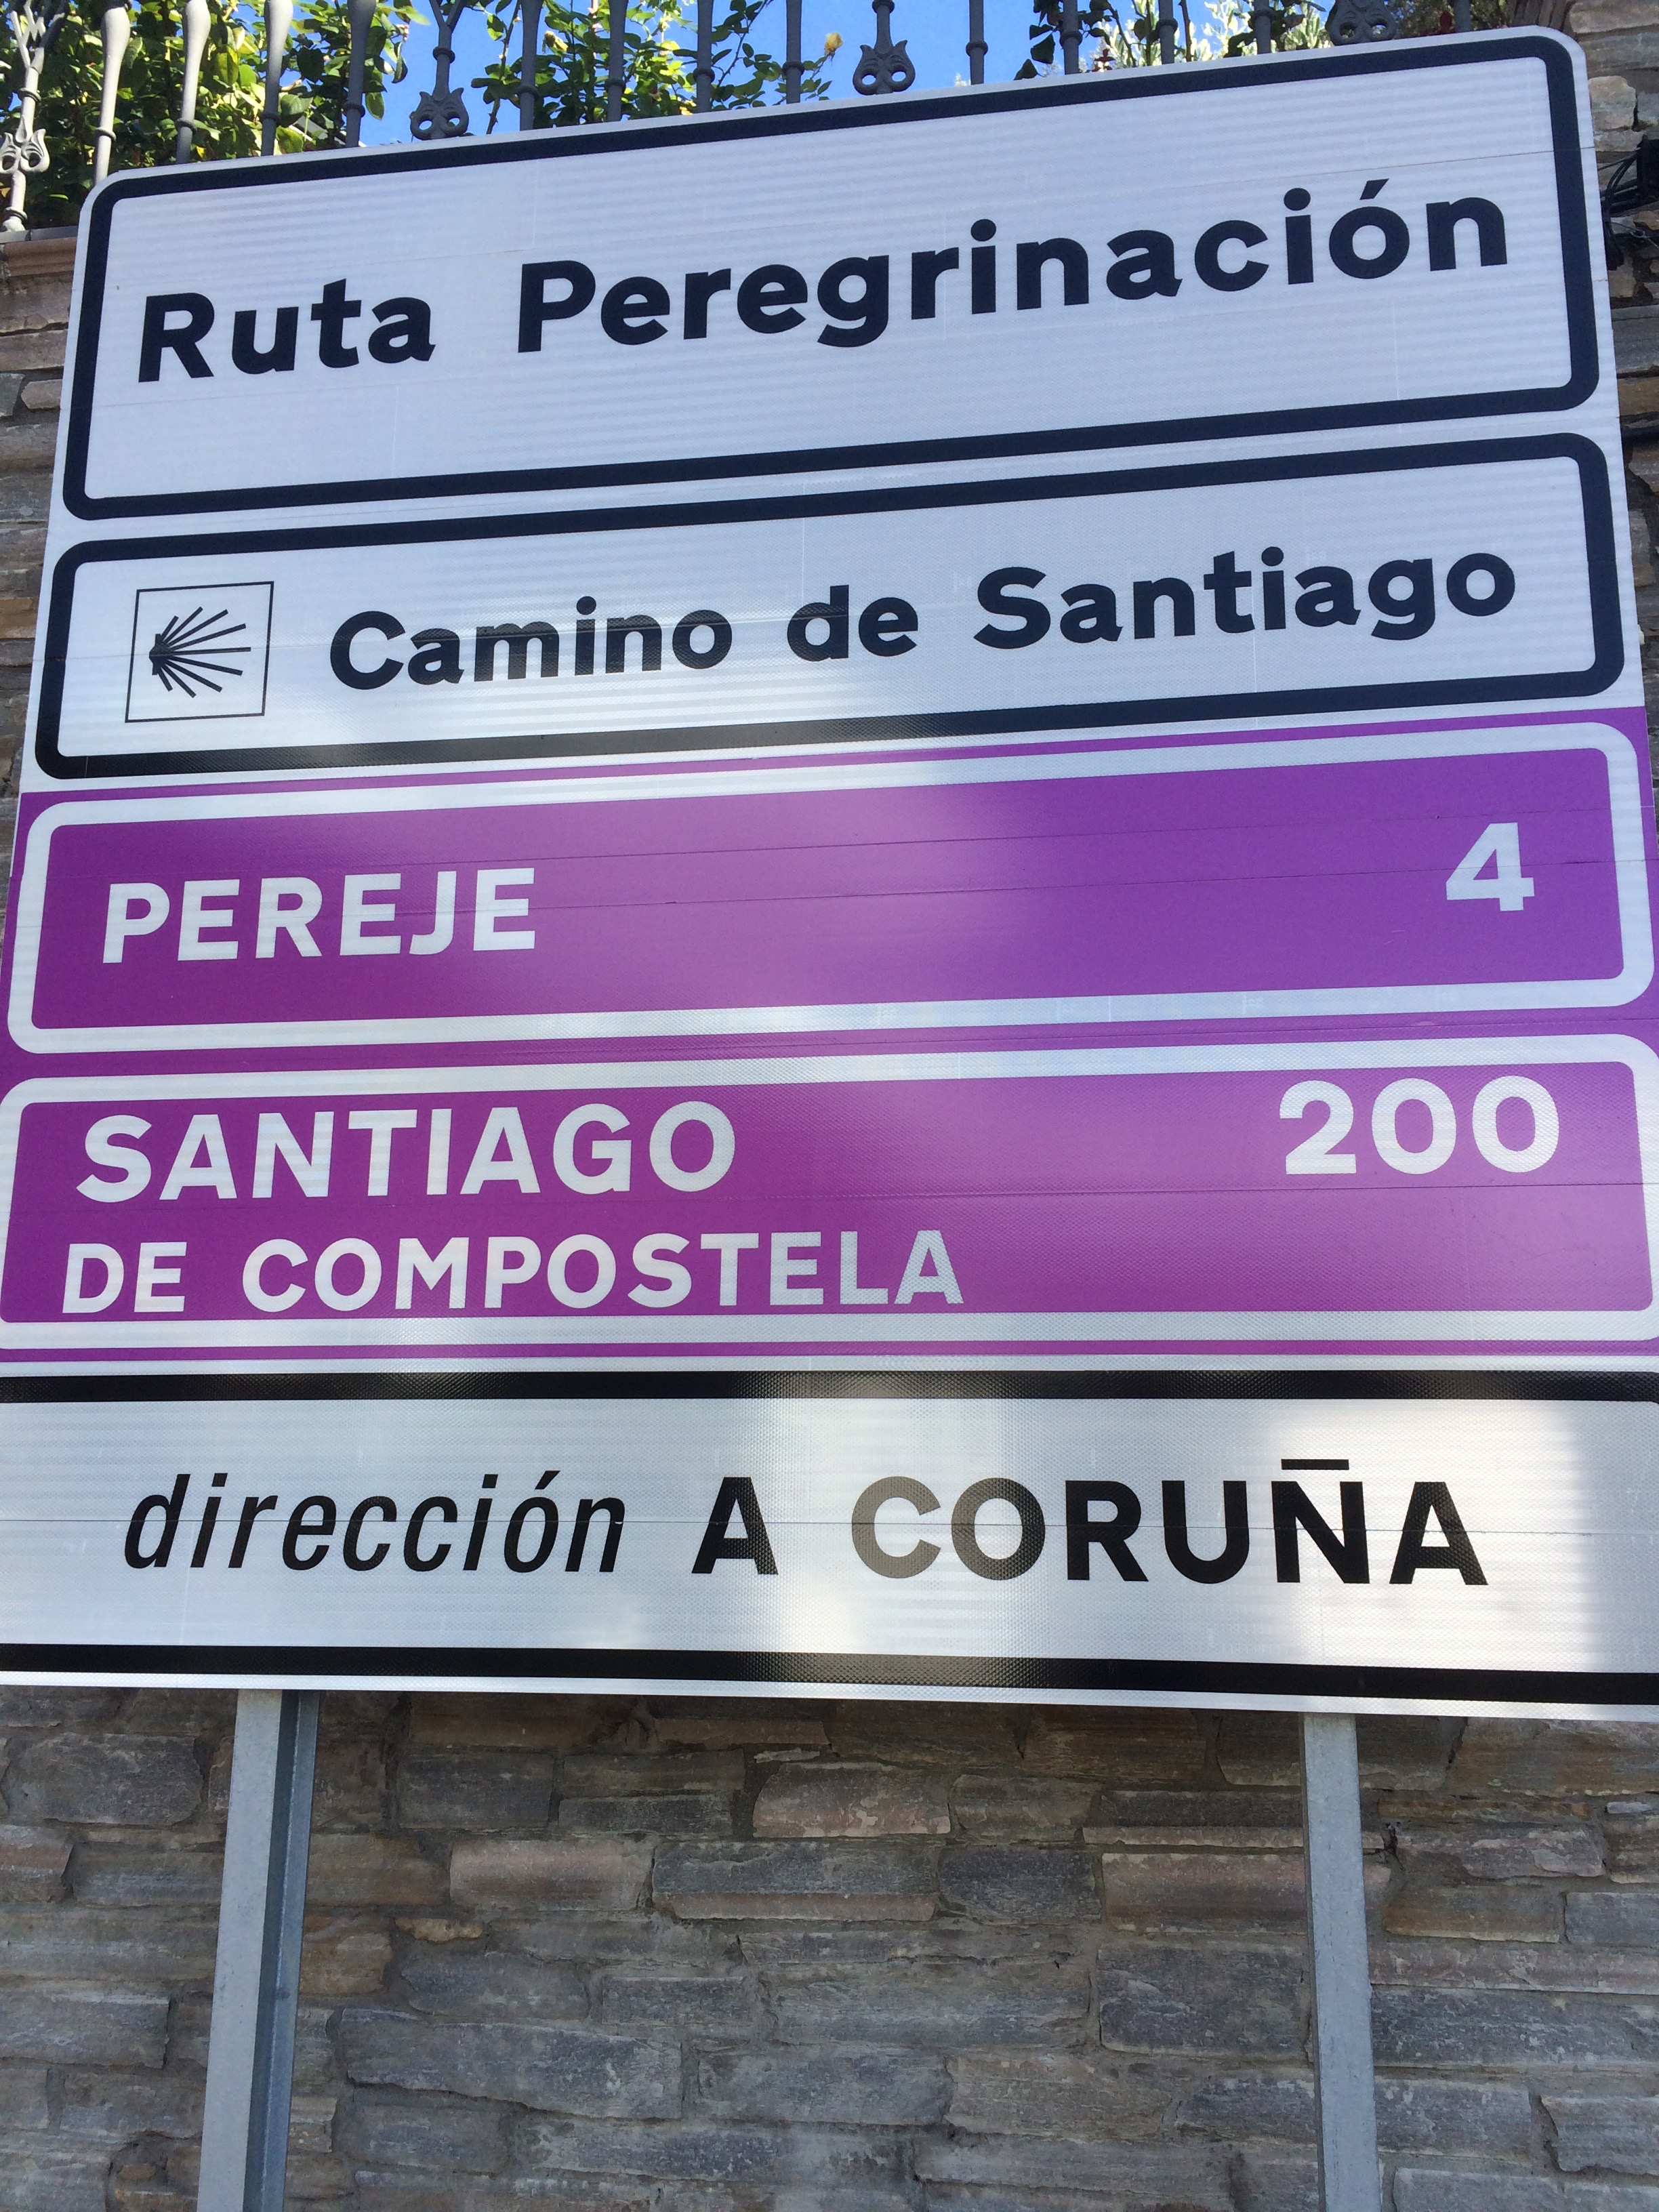 Ruta Peregrinación
Camino de Santiago
PEREJE 4
SANTIAGO 200
DE COMPOSTELA
dirección A CORUÑA